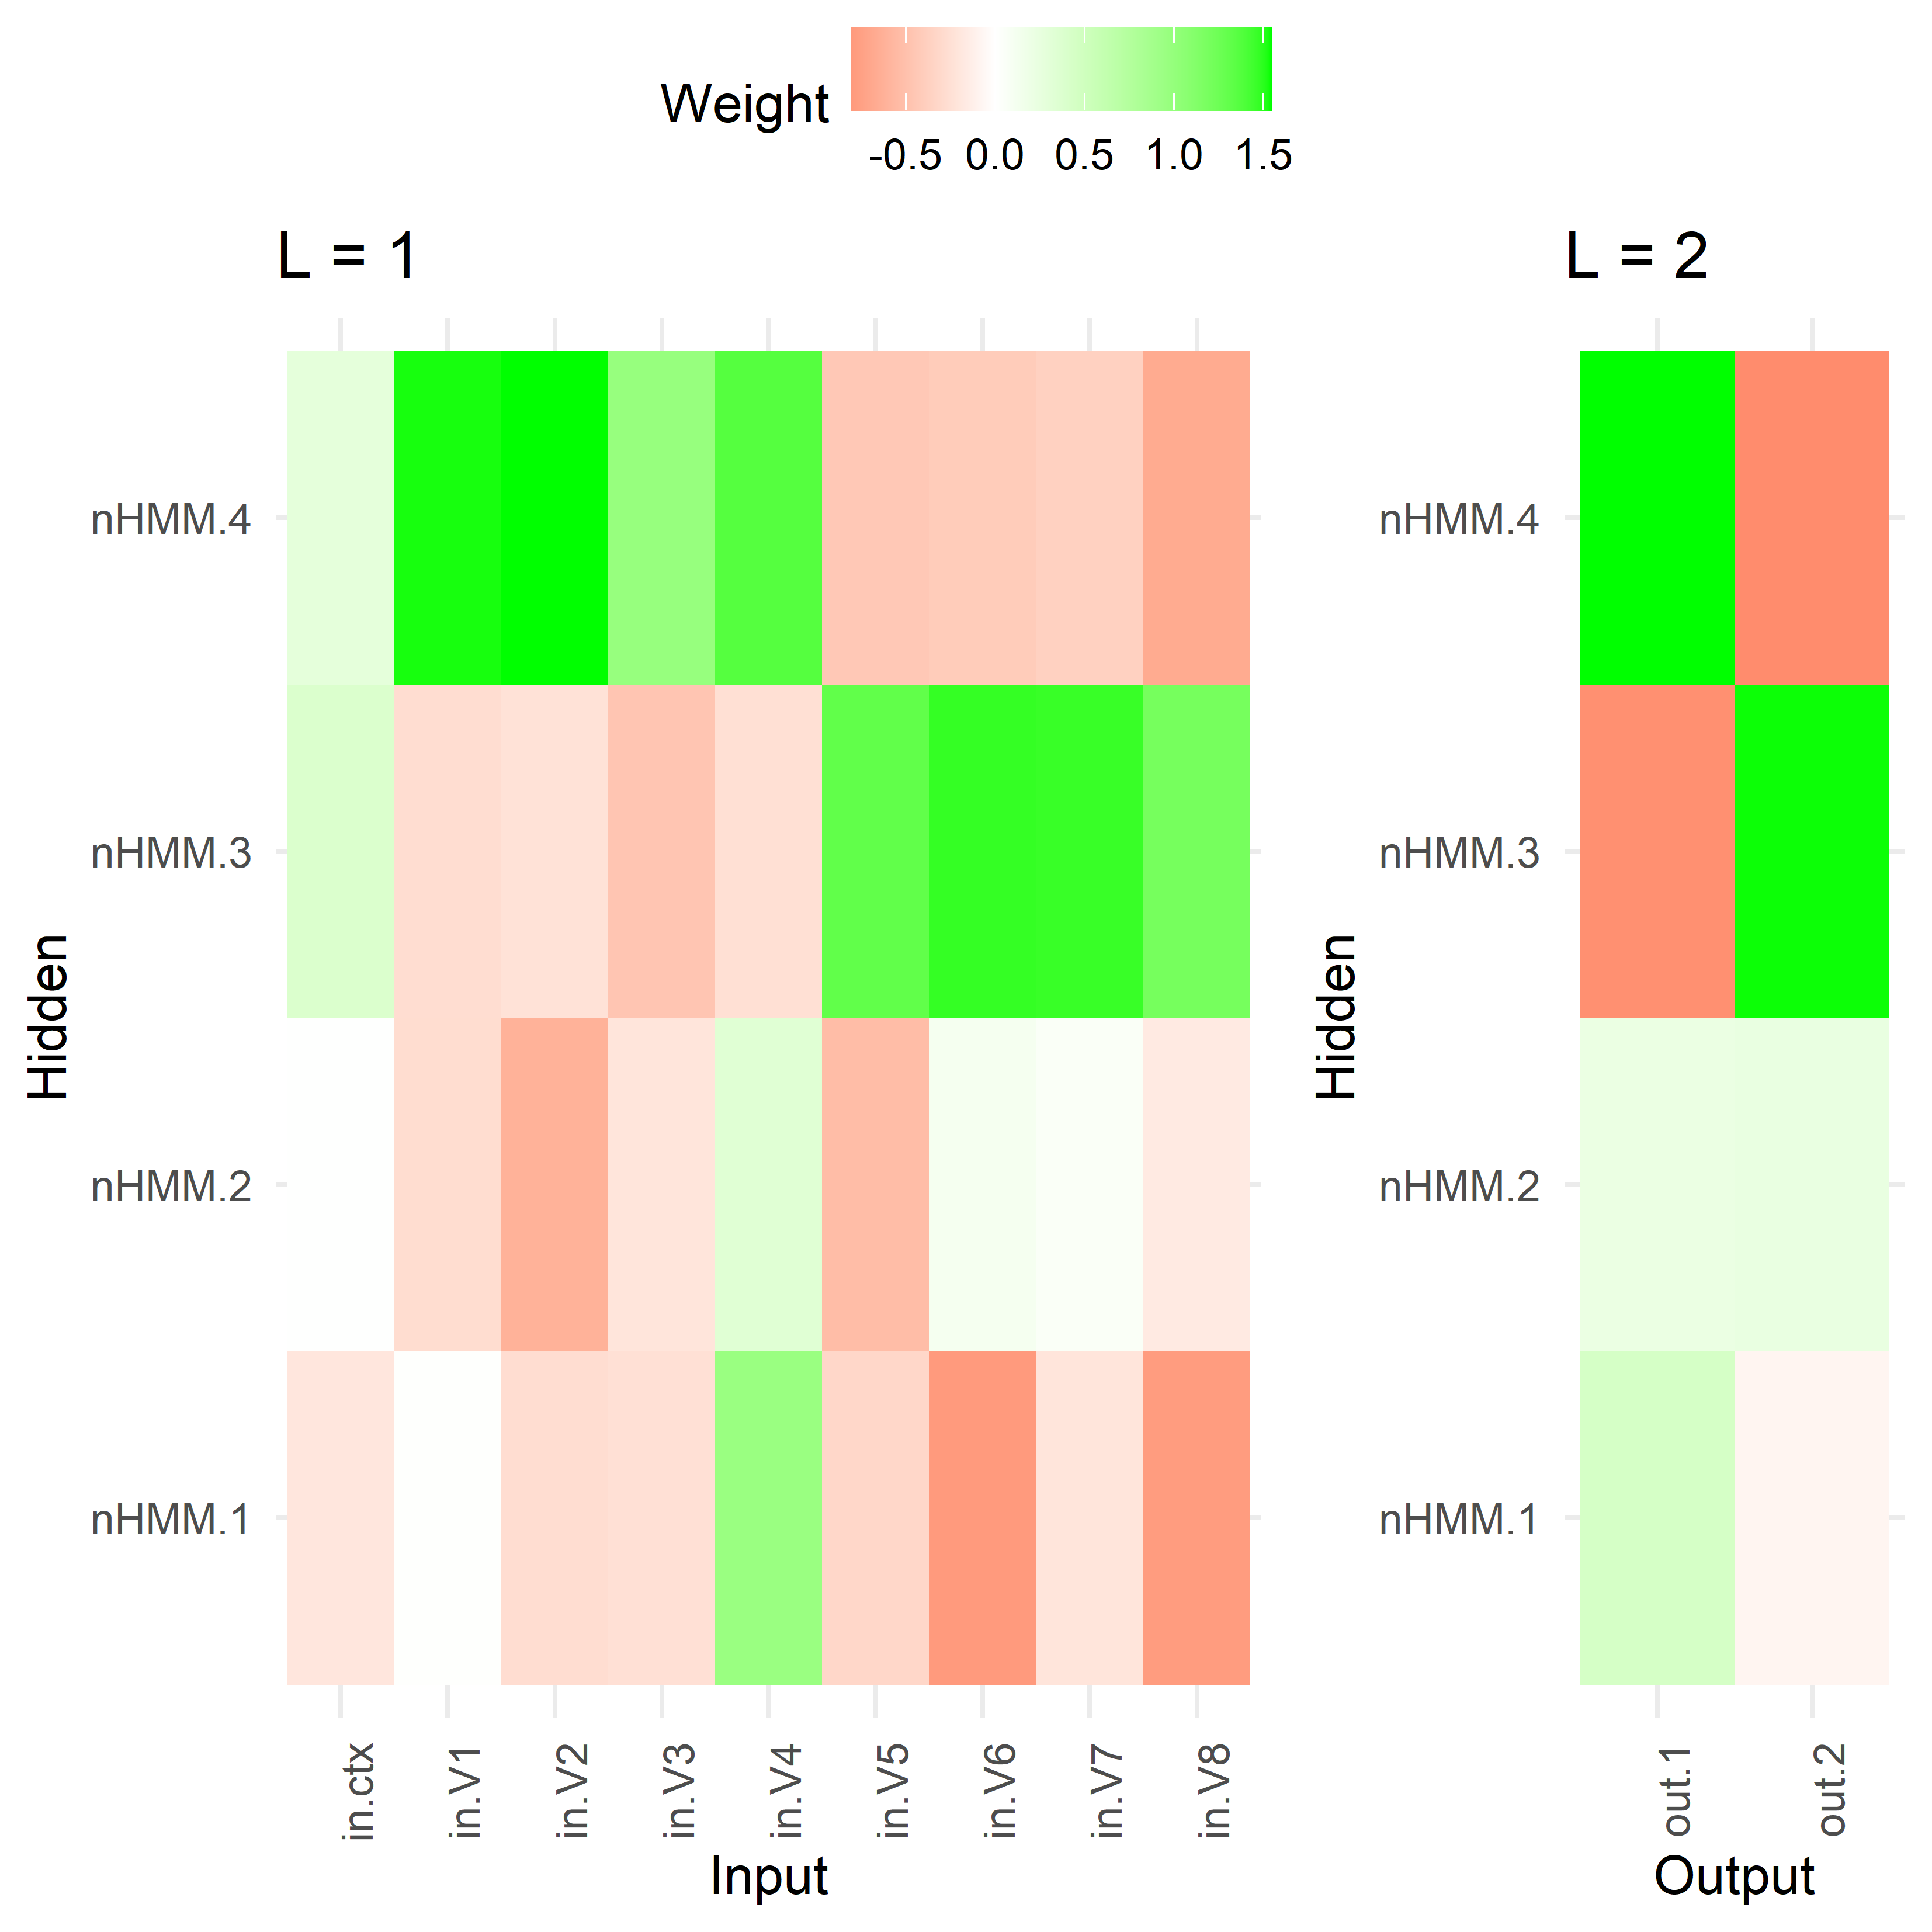 Weight
-0.5 0.0 0.5 1.0 1.5
L = 1
nHMM.4
nHMM.3
nHMM.2
nHMM.1
Hidden
in.ctx in.V1 in.V2 in.V3 in.V4 in.V5 in.V6 in.V7 in.V8
Input
L = 2
nHMM.4
nHMM.3
nHMM.2
nHMM.1
Hidden
out.1 out.2
Output